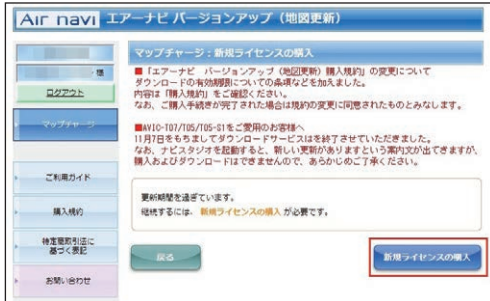 Air navi エアーナビ バージョンアップ（地図更新）
様
ログアウト
マップチャージ
ご利用ガイド
購入規約
特定商取引法に
基づく表記
お問い合わせ
マップチャージ：新規ライセンスの購入
■「エアーナビ バージョンアップ（地図更新）購入規約」の変更について
ダウンロードの有効期限についての条項などを加えました。
内容は「購入規約」をご確認ください。
なお、ご購入手続きが完了された場合は規約の変更に同意されたものとみなします。
■AVIC-T07/T05/T05-S1をご愛用のお客様へ
11月7日をもちましてダウンロードサービスは終了させていただきました。
なお、ナビスタジオを起動すると、新しい更新がありますという案内文が出てきますが、
購入およびダウンロードはできませんので、あらかじめご了承ください。
更新期間を過ぎています。
継続するには、新規ライセンスの購入 が必要です。
戻る
新規ライセンスの購入